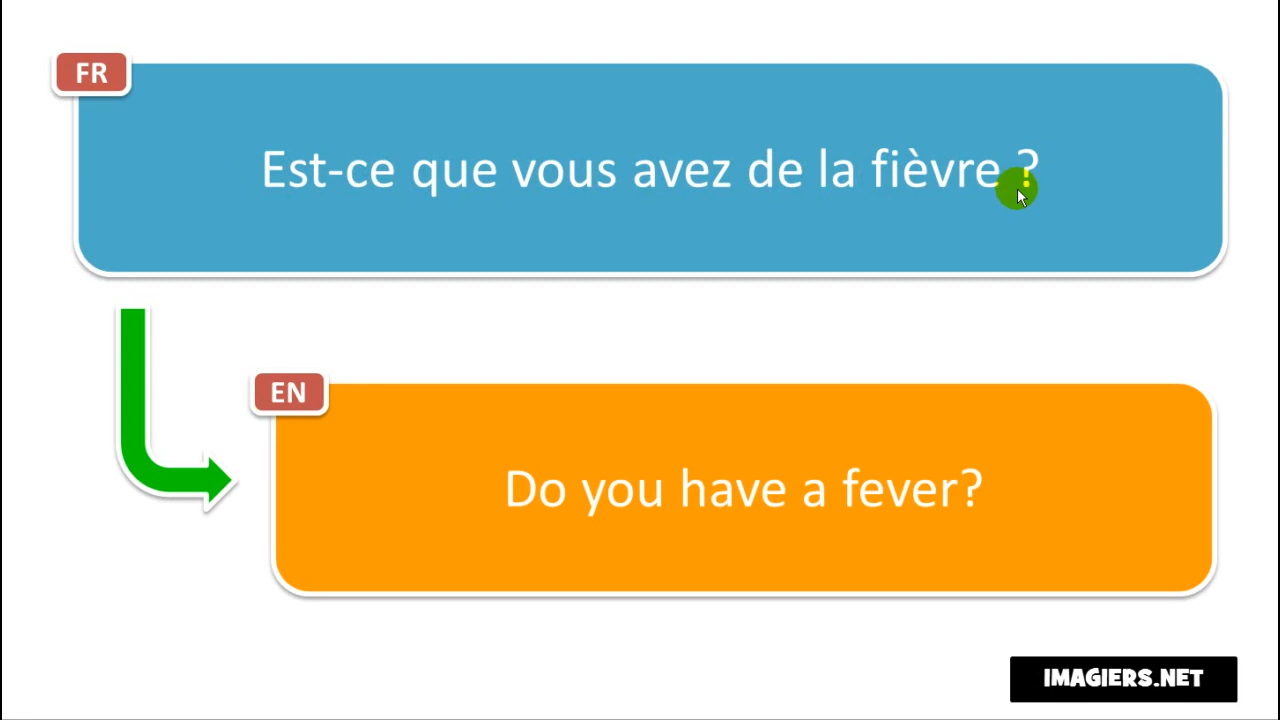 FR
Est-ce que vous avez de la fièvre ?
EN
Do you have a fever?
IMAGIERS.NET